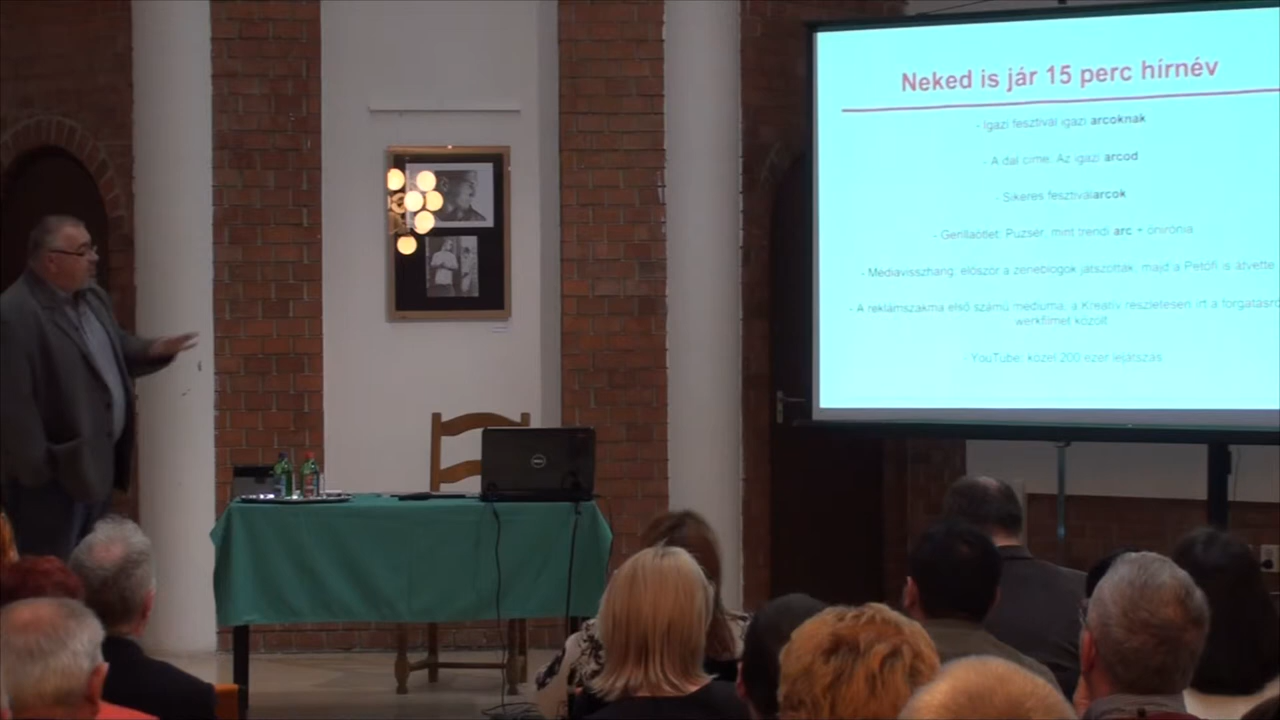 Neked is jár 15 perc hírnév
- Igazi fesztivál igazi arcoknak
- A dal címe: Az igazi arcod
- Sikeres fesztiválarcok
- Gerillaötlet: Puzsér, mint trendi arc + önirónia
- Médiavisszhang: először a zeneblogok játszották, majd a Petőfi is átvette
- A reklámszakma első számú médiuma, a Kreatív részletesen írt a forgatásról
werkfilmet közölt
- YouTube: közel 200 ezer lejátszás
DELL